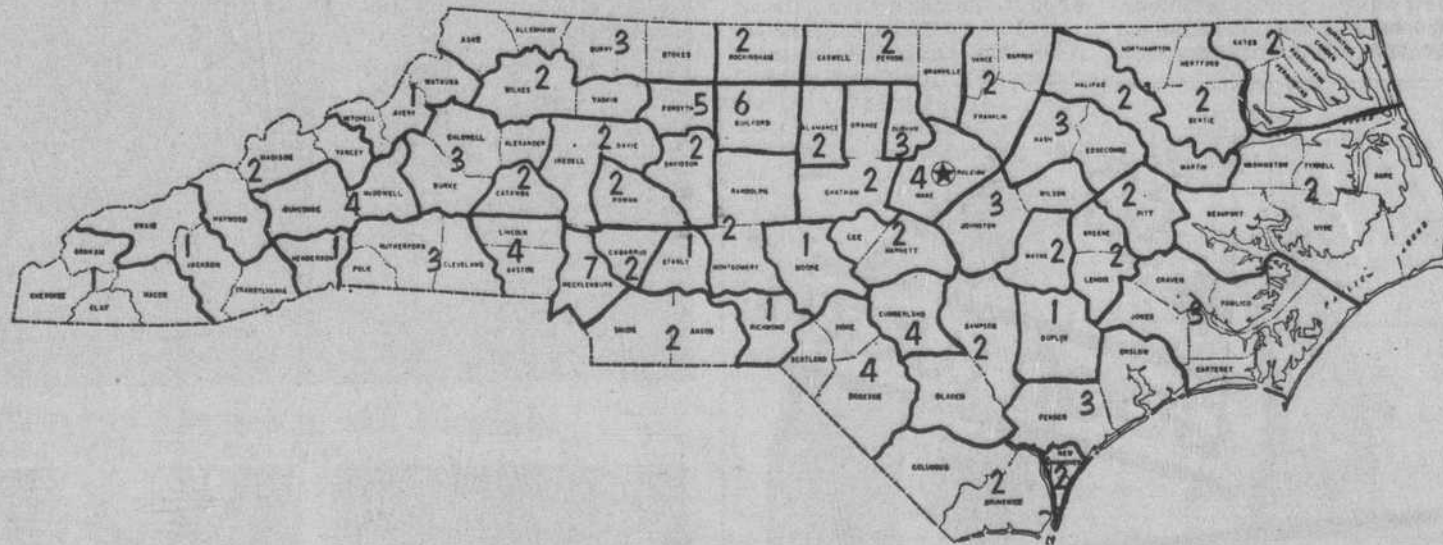 ASHE
ALLEGHANY
SURRY
3
STOKES
2
ROCKINGHAM
CASWELL
2
PERSON
GRANVILLE
VANCE
2
WARREN
FRANKLIN
NORTHAMPTON
HERTFORD
GATES
2
HALIFAX
2
2
BERTIE
WATAUGA
WILKES
2
YADKIN
FORSYTH
5
6
GUILFORD
ALAMANCE
2
ORANGE
DURHAM
3
NASH
3
EDGECOMBE
MITCHELL
AVERY
1
CALDWELL
3
BURKE
ALEXANDER
IREDELL
2
DAVIE
DAVIDSON
2
RANDOLPH
CHATHAM
2
4
WAKE
RALEIGH
WILSON
MARTIN
WASHINGTON
TYRRELL
2
DARE
MADISON
2
YANCEY
BUNCOMBE
4
MCDOWELL
CATAWBA
2
2
ROWAN
2
JOHNSTON
3
PITT
2
BEAUFORT
HYDE
SWAIN
HAYWOOD
1
JACKSON
HENDERSON
1
POLK
RUTHERFORD
3
CLEVELAND
LINCOLN
4
GASTON
7
MECKLENBURG
CABARRUS
2
STANLY
1
MONTGOMERY
MOORE
1
LEE
HARNETT
2
WAYNE
2
GREENE
LENOIR
2
CRAVEN
PAMLICO
3
JONES
CARTERET
GRAHAM
CHEROKEE
CLAY
MACON
TRANSYLVANIA
UNION
2
ANSON
RICHMOND
1
SCOTLAND
HOKE
4
ROBESON
CUMBERLAND
4
SAMPSON
2
1
DUPLIN
ONSLOW
BLADEN
PENDER
3
COLUMBUS
2
BRUNSWICK
NEW
2